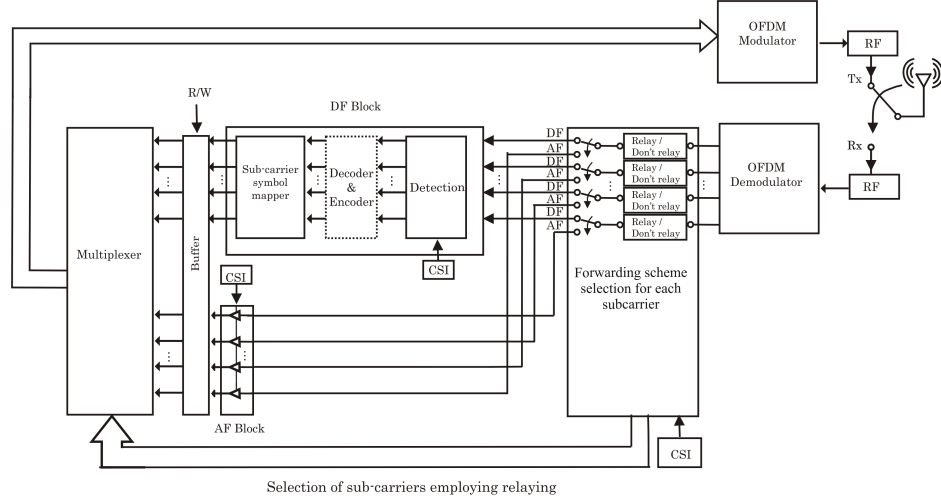 OFDM
Modulator
RF
Tx
R/W
DF Block
Rx
RF
Multiplexer
Buffer
Sub-carrier
symbol
mapper
Decoder
&
Encoder
Detection
CSI
DF
AF
DF
AF
DF
AF
DF
AF
Relay /
Don't relay
Relay /
Don't relay
Relay /
Don't relay
Relay /
Don't relay
OFDM
Demodulator
Forwarding scheme
selection for each
subcarrier
CSI
AF Block
CSI
Selection of sub-carriers employing relaying